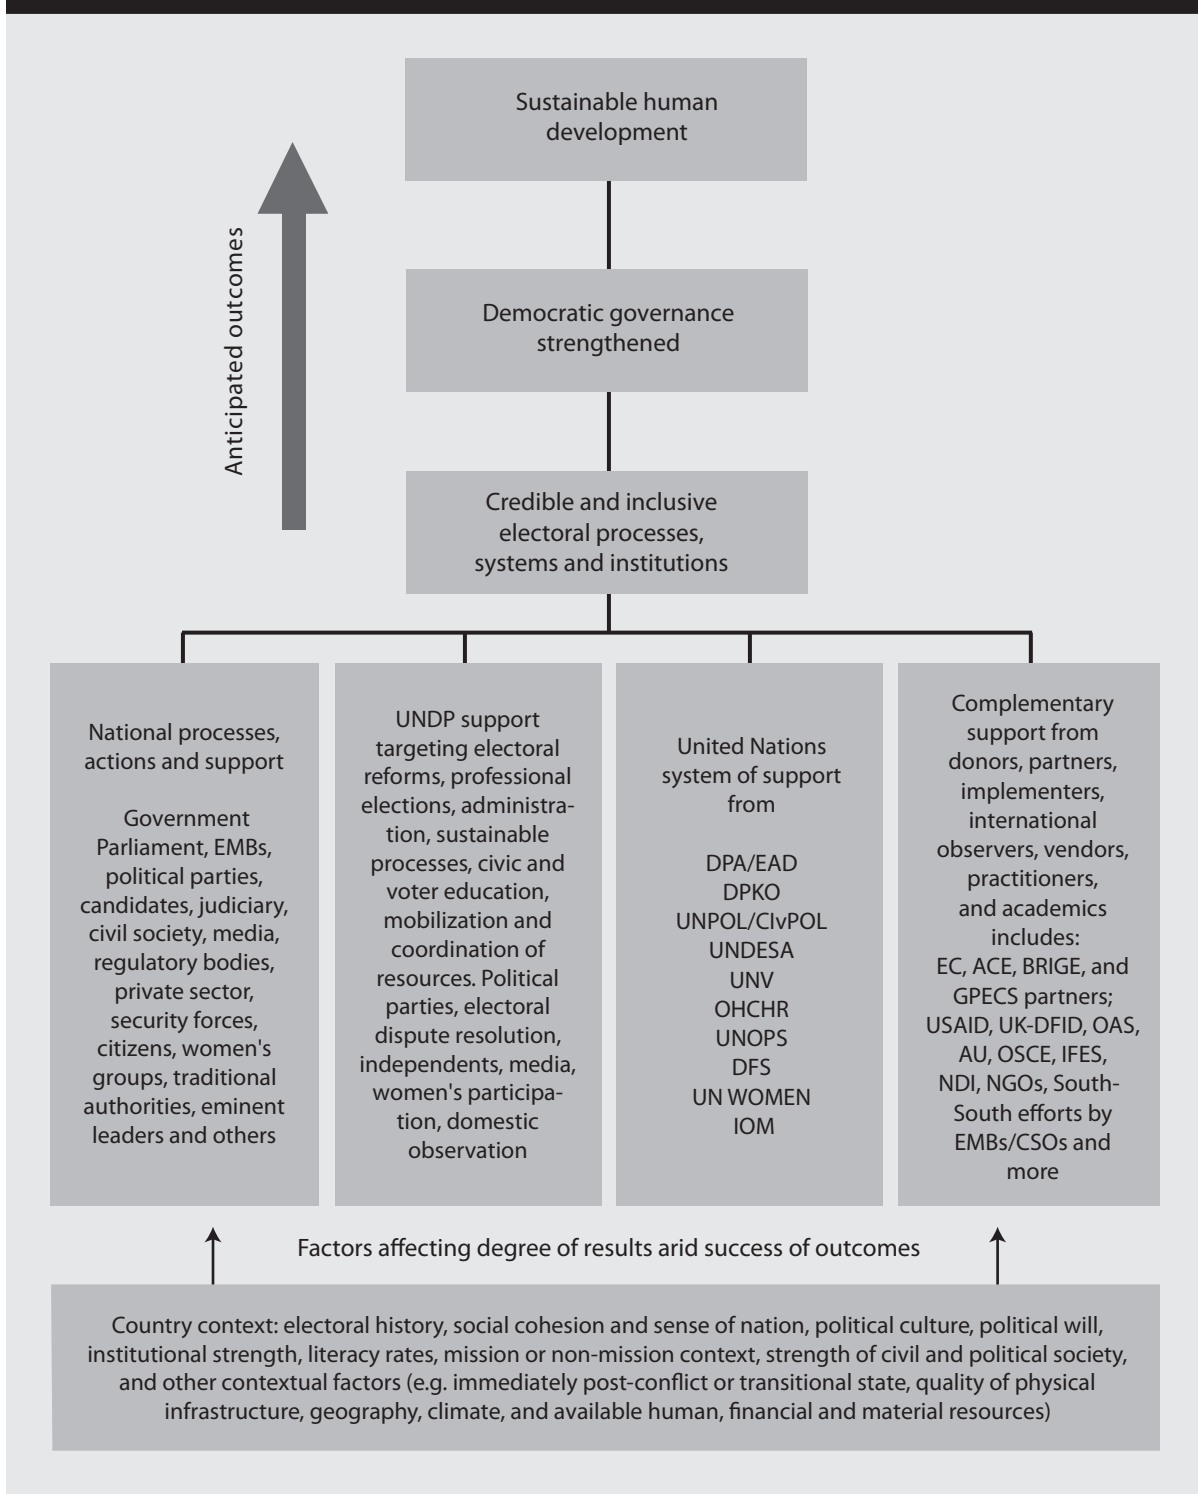 Sustainable human
development
Anticipated outcomes
Democratic governance
strengthened
Credible and inclusive
electoral processes,
systems and institutions
National processes,
actions and support
Government
Parliament, EMBs,
political parties,
candidates, judiciary,
civil society, media,
regulatory bodies,
private sector,
security forces,
citizens, women's
groups, traditional
authorities, eminent
leaders and others
UNDP support
targeting electoral
reforms, professional
elections, administra-
tion, sustainable
processes, civic and
voter education,
mobilization and
coordination of
resources. Political
parties, electoral
dispute resolution,
independents, media,
women's participa-
tion, domestic
observation
United Nations
system of support
from
DPA/EAD
DPKO
UNPOL/CIvPOL
UNDESA
UNV
OHCHR
UNOPS
DFS
UN WOMEN
IOM
Complementary
support from
donors, partners,
implementers,
international
observers, vendors,
practitioners,
and academics
includes:
EC, ACE, BRIGE, and
GPECS partners;
USAID, UK-DFID, OAS,
AU, OSCE, IFES,
NDI, NGOs, South-
South efforts by
EMBs/CSOs and
more
Factors affecting degree of results arid success of outcomes
Country context: electoral history, social cohesion and sense of nation, political culture, political will,
institutional strength, literacy rates, mission or non-mission context, strength of civil and political society,
and other contextual factors (e.g. immediately post-conflict or transitional state, quality of physical
infrastructure, geography, climate, and available human, financial and material resources)